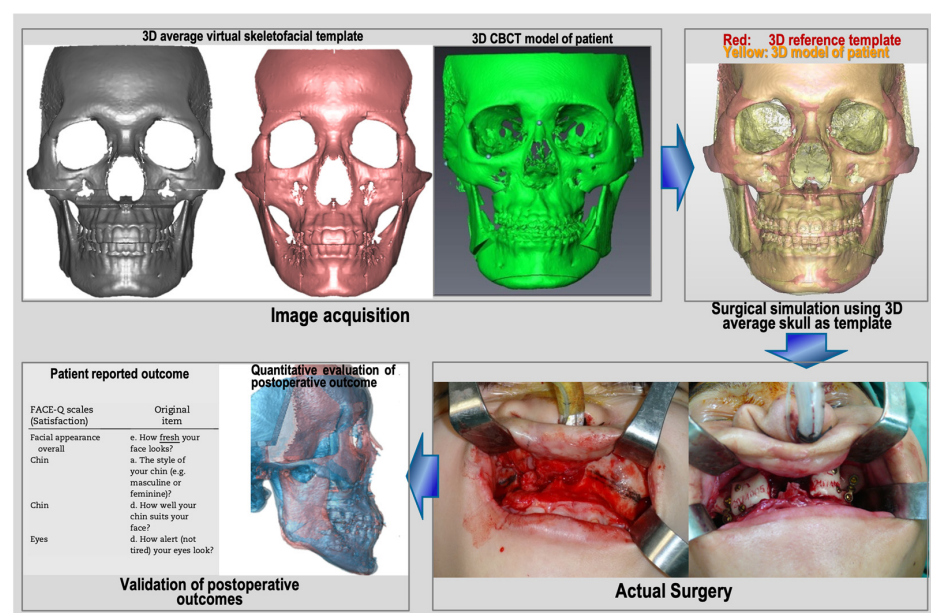 3D average virtual skeletofacial template
3D CBCT model of patient
Red: 3D reference template
Yellow: 3D model of patient
Image acquisition
Surgical simulation using 3D
average skull as template
Patient reported outcome
FACE-Q scales
(Satisfaction)
Original
item
Facial appearance
overall
e. How fresh your
face looks?
Chin
a. The style of
your chin (e.g.
masculine or
feminine)?
Chin
d. How well your
chin suits your
face?
Eyes
d. How alert (not
tired) your eyes look?
Quantitative evaluation of
postoperative outcome
Validation of postoperative
outcomes
Actual Surgery